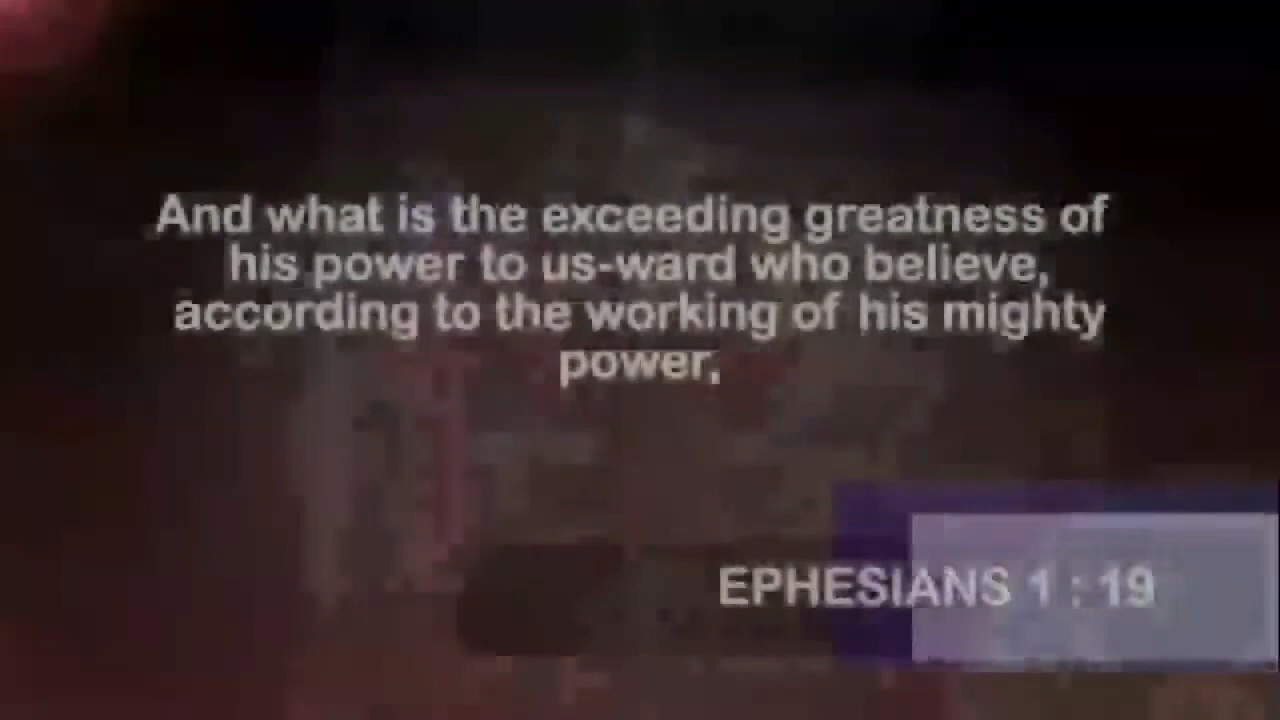 And what is the exceeding greatness of
his power to us-ward who believe,
according to the working of his mighty
power,
EPHESIANS 1 : 19